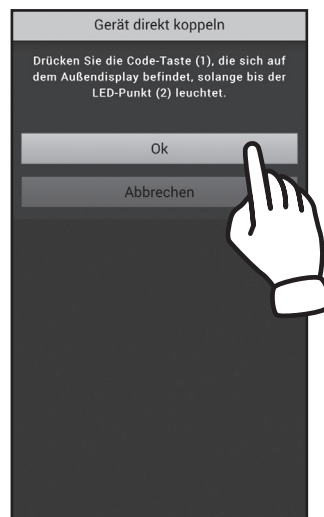 Gerät direkt koppeln
Drücken Sie die Code-Taste (1), die sich auf
dem Außendisplay befindet, solange bis der
LED-Punkt (2) leuchtet.
Ok
Abbrechen